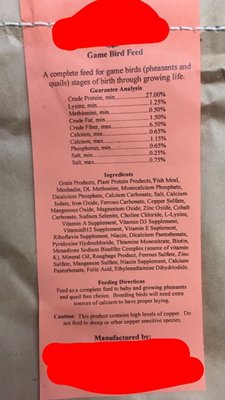 Game Bird Feed
A complete feed for game birds (pheasants and
quails) stages of birth through growing life.
Guarantee Analysis
Crude Protein, min..........27.00%
Lysine, min..........1.25%
Methionine, min..........0.50%
Crude Fat, min..........1.50%
Crude Fiber, max..........6.50%
Calcium, min..........0.65%
Calcium, max..........1.15%
Phosphorus, min..........0.65%
Salt, min..........0.25%
Salt, max..........0.75%
Ingredients
Grain Products, Plant Protein Products, Fish Meal,
Menhadin, DL Methionine, Monocalcium Phosphate,
Dicalcium Phosphate, Calcium Carbonate, Salt, Calcium
Iodate, Iron Oxide, Ferrous Carbonate, Copper Sulfate,
Manganous Oxide, Magnesium Oxide, Zinc Oxide, Cobalt
Carbonate, Sodium Selenite, Choline Chloride, L-Lysine,
Vitamin A Supplement, Vitamin D3 Supplement,
VitaminB12 Supplement, Vitamin E Suplement,
Riboflavin Supplement, Niacin, DIcalcium Panothenate,
Pyridoxine Hydrochloride, Thiamine Mononitrate, Biotin,
Menadione Sodium Bisulfite Complex (source of vitamin
K), Mineral Oil, Roughage Product, Ferrous Sulfate, Zinc
Sulfate, Manganese Sulfate, Niacin Supplement, Calcium
Pantothenate, Folic Acid, Ethylenediamine Dihydriodide.
Feeding Directions
Feed as a complete feed to baby and growing pheasants
and quail free choice. Breeding birds will need extra
sources of calcium to have proper laying.
Caution: This product contains high levels of copper. Do
not feed to sheep or other copper sensitive species.
Manufactured by: